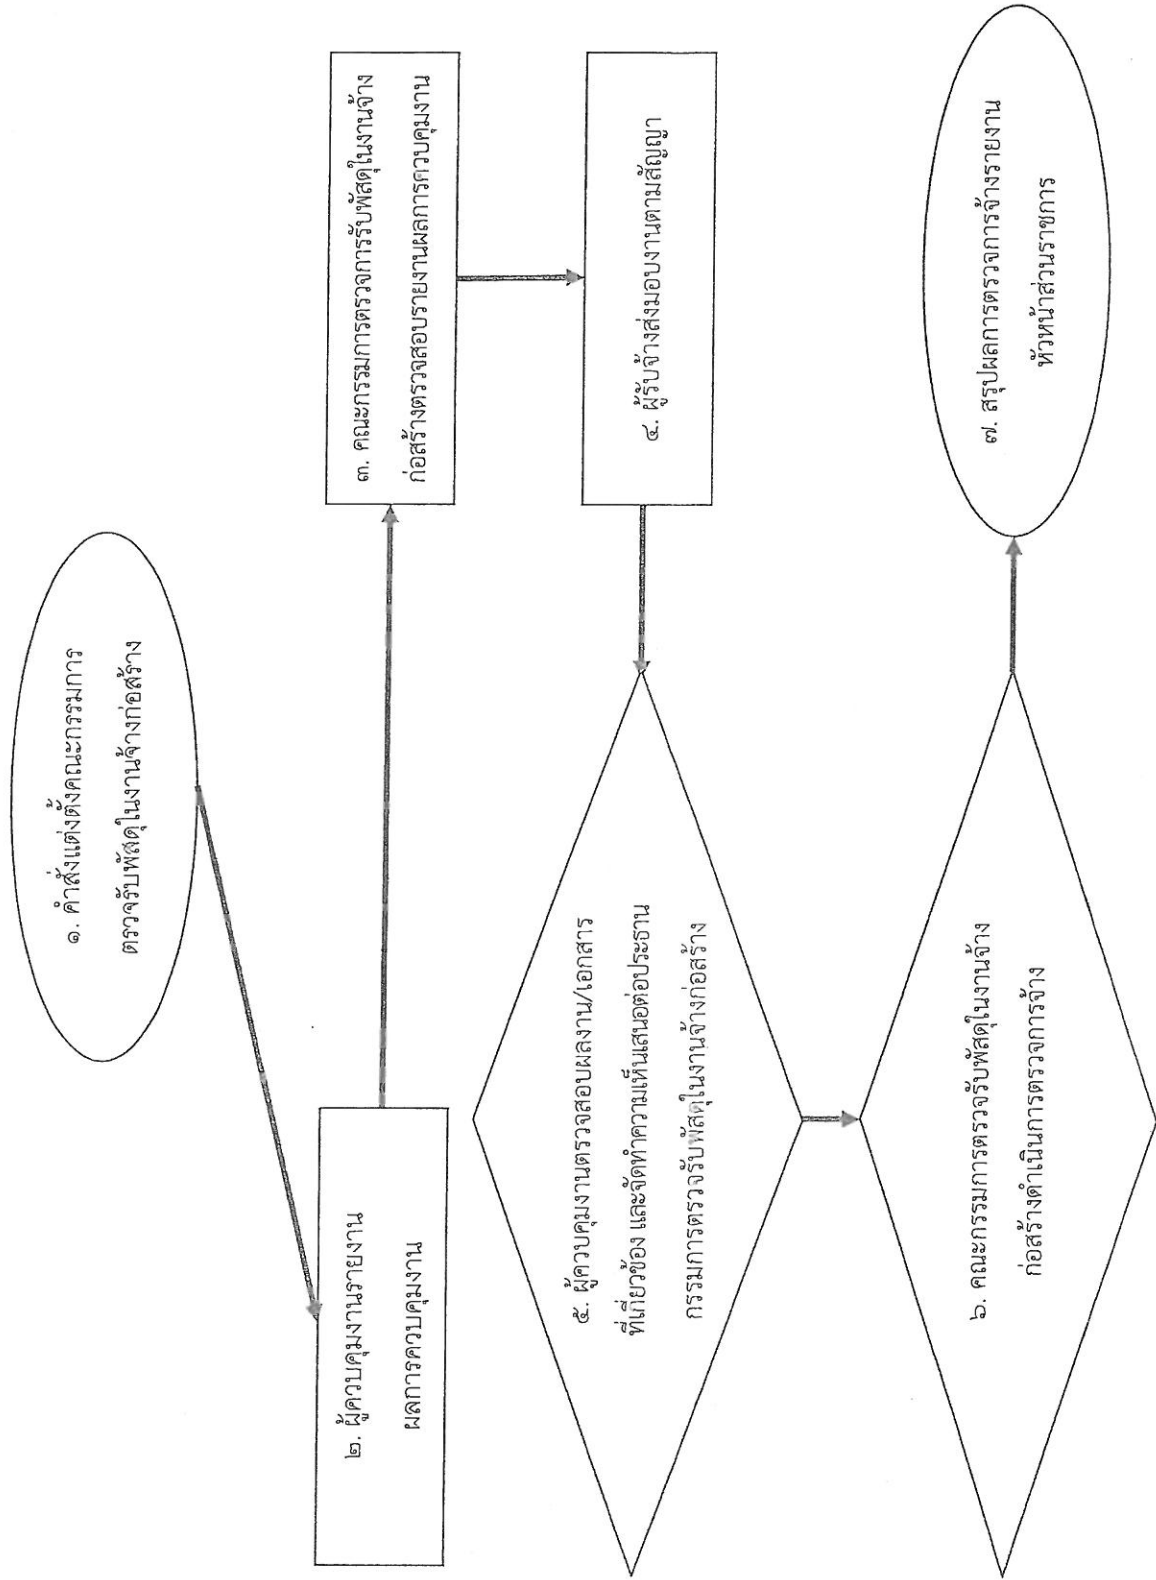 ๑. คำสั่งแต่งตั้งคณะกรรมการ
ตรวจรับพัสดุในงานจ้างก่อสร้าง
๒. ผู้ควบคุมงานรายงาน
ผลการควบคุมงาน
๓. คณะกรรมการตรวจการรับพัสดุในงานจ้าง
ก่อสร้างตรวจสอบรายงานผลการควบคุมงาน
๔. ผู้รับจ้างส่งมอบงานตามสัญญา
๕. ผู้ควบคุมงานตรวจสอบผลงาน/เอกสาร
ที่เกี่ยวข้อง และจัดทำความเห็นเสนอต่อประธาน
กรรมการตรวจรับพัสดุในงานจ้างก่อสร้าง
๖. คณะกรรมการตรวจรับพัสดุในงานจ้าง
ก่อสร้างดำเนินการตรวจการจ้าง
๗. สรุปผลการตรวจการจ้างรายงาน
หัวหน้าส่วนราชการ